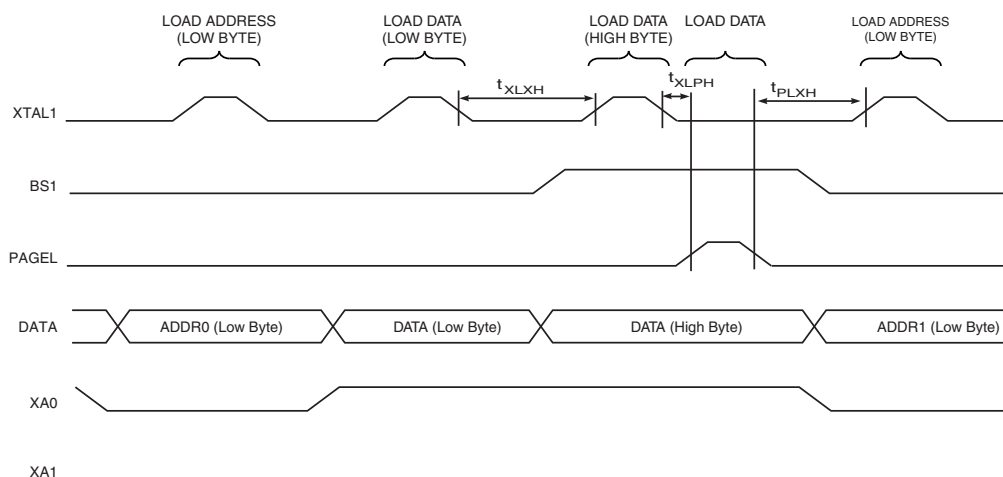 LOAD ADDRESS
(LOW BYTE)
LOAD DATA
(LOW BYTE)
LOAD DATA
(HIGH BYTE)
LOAD DATA
LOAD ADDRESS
(LOW BYTE)
tXLXH
tXLPH
tPLXH
XTAL1
BS1
PAGEL
DATA
ADDR0 (Low Byte)
DATA (Low Byte)
DATA (High Byte)
ADDR1 (Low Byte)
XA0
XA1